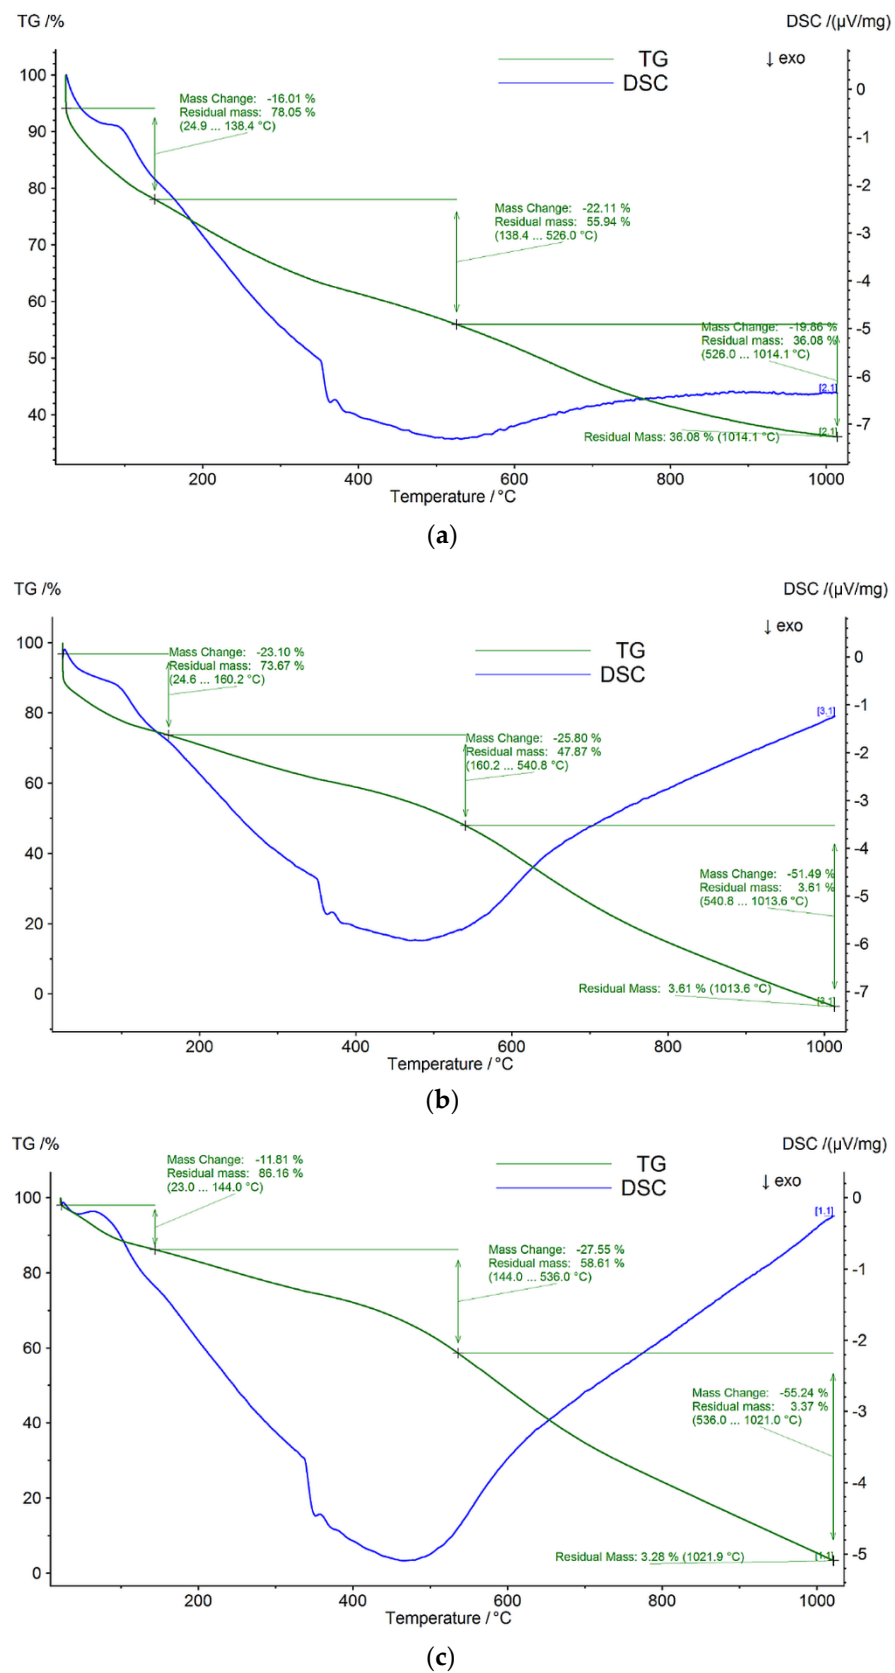 TG /%
DSC /(µV/mg)
↓ exo
TG
DSC
100
90
80
70
60
50
40
0
-1
-2
-3
-4
-5
-6
-7
Mass Change: -16.01 %
Residual mass: 78.05 %
(24.9 ... 138.4 °C)
Mass Change: -22.11 %
Residual mass: 55.94 %
(138.4 ... 526.0 °C)
Mass Change: -19.86 %
Residual mass: 36.08 %
(526.0 ... 1014.1 °C)
[2.1]
[2.1]
Residual Mass: 36.08 % (1014.1 °C)
200 400 600 800 1000
Temperature / °C
(a)
TG /%
DSC /(µV/mg)
↓ exo
TG
DSC
100
80
60
40
20
0
0
-1
-2
-3
-4
-5
-6
-7
Mass Change: -23.10 %
Residual mass: 73.67 %
(24.6 ... 160.2 °C)
[3.1]
Mass Change: -25.80 %
Residual mass: 47.87 %
(160.2 ... 540.8 °C)
Mass Change: -51.49 %
Residual mass: 3.61 %
(540.8 ... 1013.6 °C)
Residual Mass: 3.61 % (1013.6 °C)
[3.1]
200 400 600 800 1000
Temperature / °C
(b)
TG /%
DSC /(µV/mg)
↓ exo
TG
DSC
100
80
60
40
20
0
0
-1
-2
-3
-4
-5
Mass Change: -11.81 %
Residual mass: 86.16 %
(23.0 ... 144.0 °C)
[1.1]
Mass Change: -27.55 %
Residual mass: 58.61 %
(144.0 ... 536.0 °C)
Mass Change: -55.24 %
Residual mass: 3.37 %
(536.0 ... 1021.0 °C)
Residual Mass: 3.28 % (1021.9 °C)
[1.1]
200 400 600 800 1000
Temperature / °C
(c)